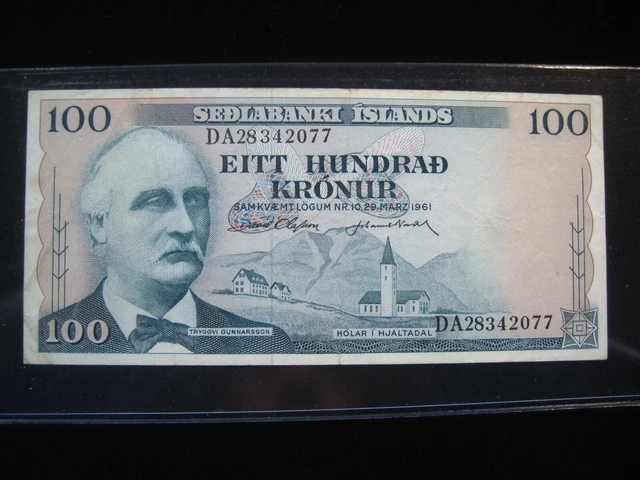 100 SEÐLABANKI ÍSLANDS 100
DA28342077
EITT HUNDRAÐ
KRÓNUR
SAMKVÆMT LÖGUM NR. 10, 29. MARZ 1961
DA28342077
100
TRYGGVI GUNNARSSON
HÓLAR Í HJALTADAL